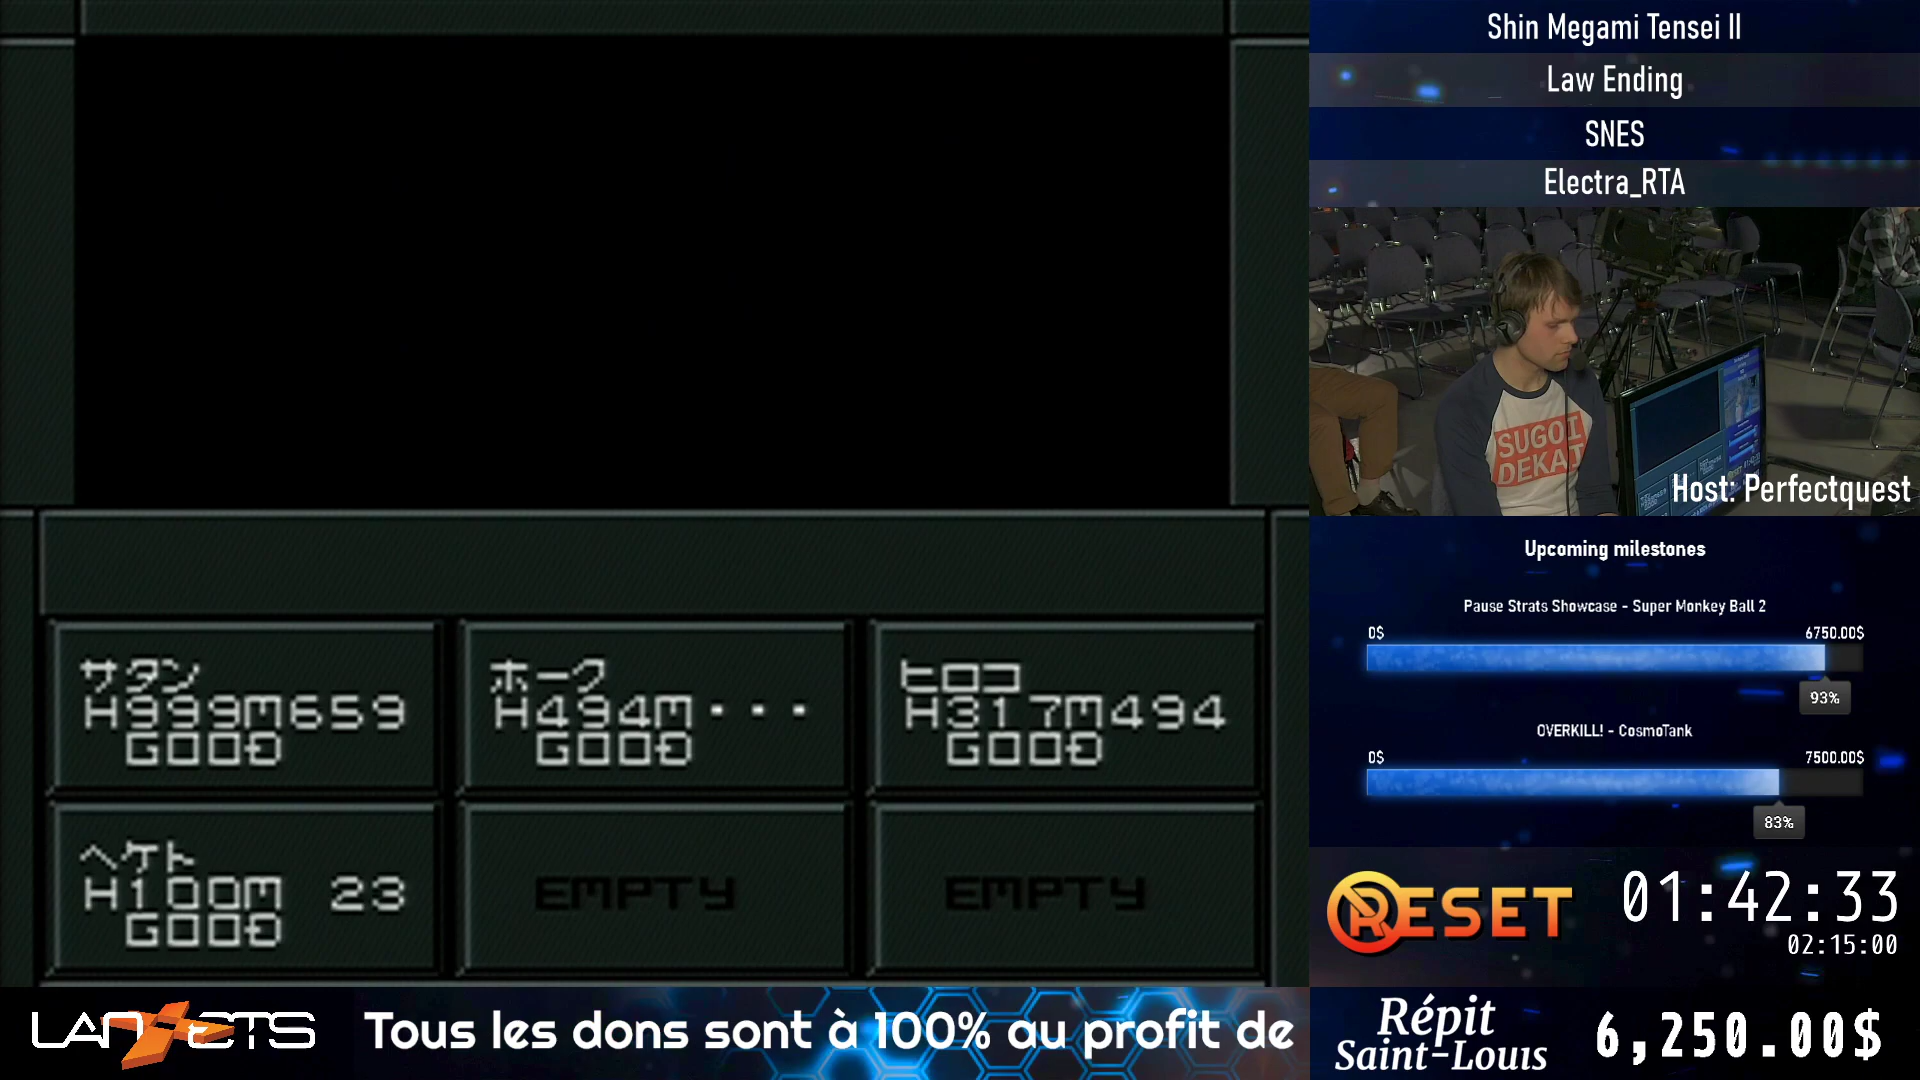 Shin Megami Tensei II
Law Ending
SNES
Electra_RTA
SUGOI
DEKAI
Host: Perfectquest
Upcoming milestones
Pause Strats Showcase - Super Monkey Ball 2
0$ 6750.00$
93%
OVERKILL! - CosmoTank
0$ 7500.00$
83%
サタン
H999M659
GOOD
ホーク
H494M・・・
GOOD
ヒロコ
H317M494
GOOD
ヘケト
H100M 23
GOOD
EMPTY
EMPTY
RESET
01:42:33
02:15:00
LAN ETS
Tous les dons sont à 100% au profit de
Répit
Saint-Louis
6,250.00$